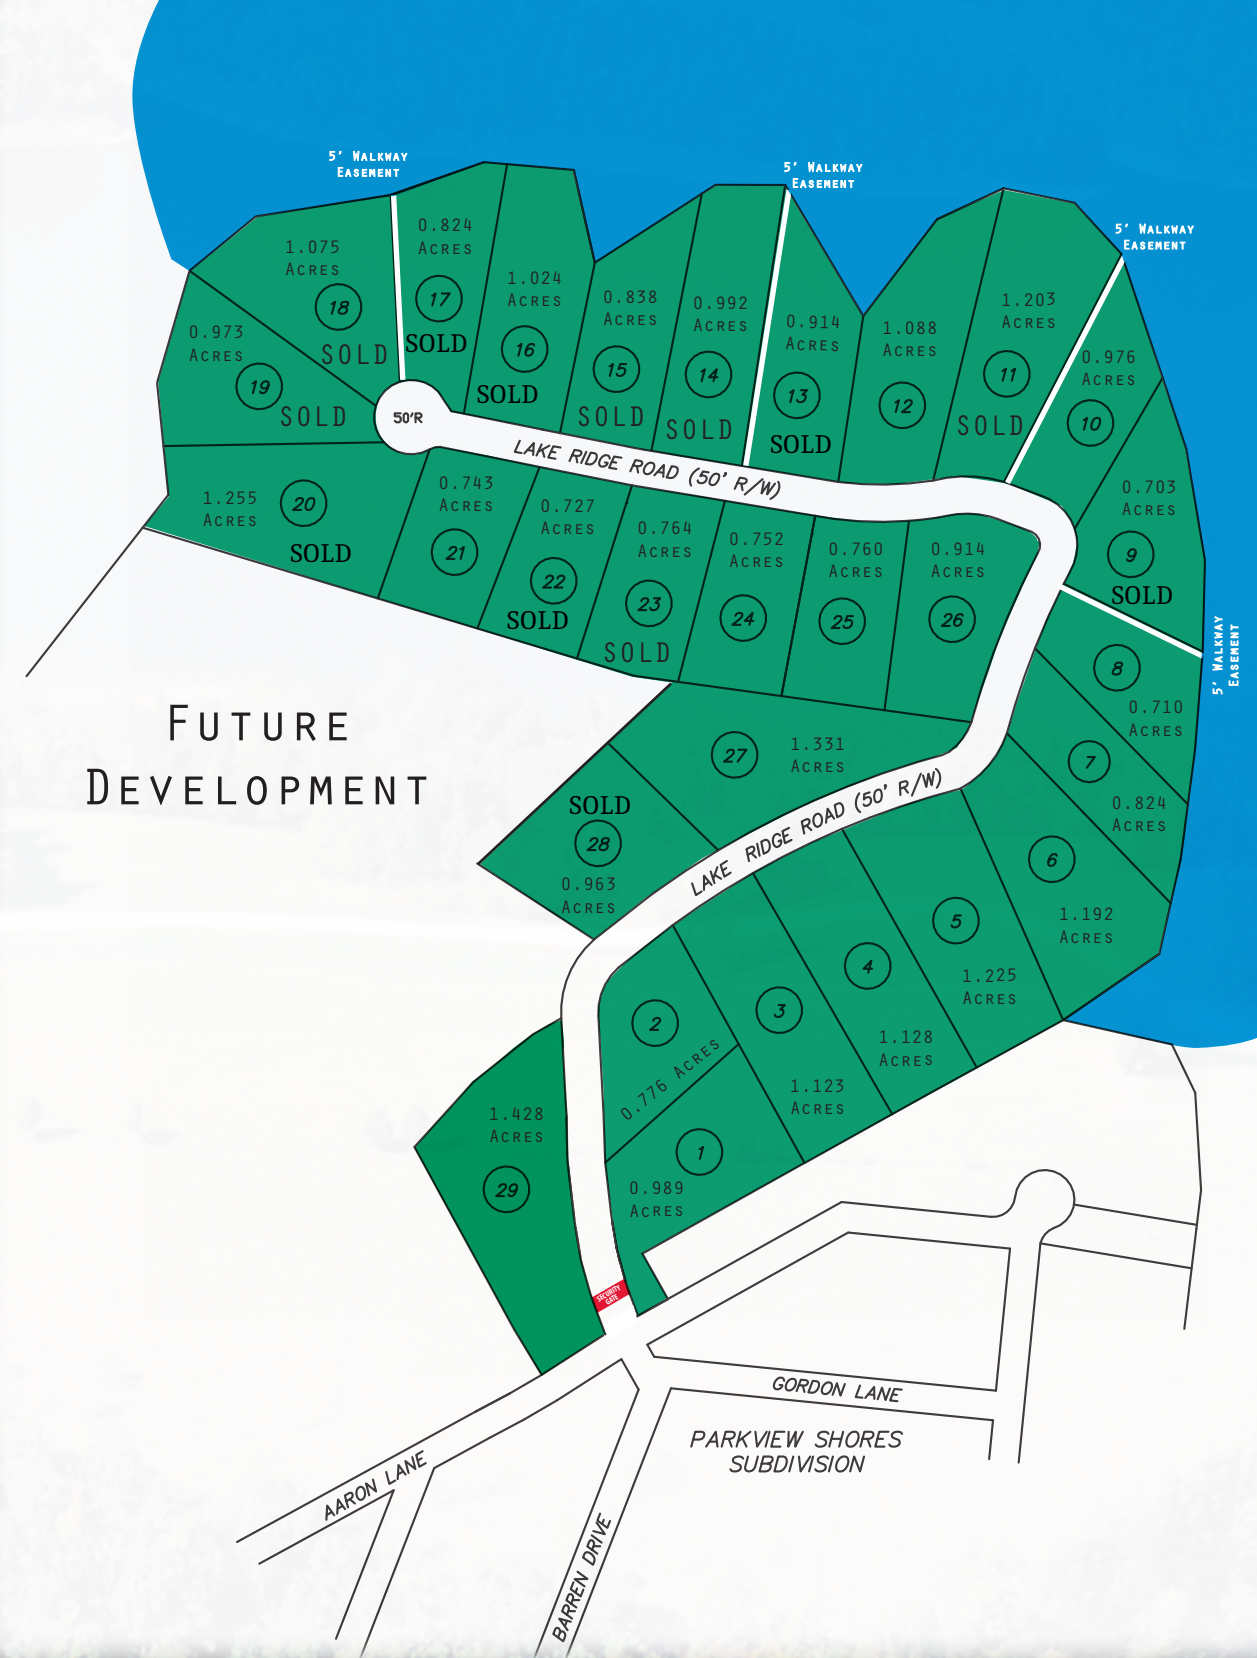 5' Walkway
Easement
5' Walkway
Easement
5' Walkway
Easement
1.075
Acres
18
SOLD
0.824
Acres
17
SOLD
1.024
Acres
16
SOLD
0.838
Acres
15
SOLD
0.992
Acres
14
SOLD
0.914
Acres
13
SOLD
1.088
Acres
12
1.203
Acres
11
SOLD
0.976
Acres
10
0.703
Acres
9
SOLD
0.973
Acres
19
SOLD
50'R
LAKE RIDGE ROAD (50' R/W)
1.255
Acres
20
SOLD
0.743
Acres
21
0.727
Acres
22
SOLD
0.764
Acres
23
SOLD
0.752
Acres
24
0.760
Acres
25
0.914
Acres
26
5' Walkway
Easement
8
0.710
Acres
7
0.824
Acres
6
1.192
Acres
5
1.225
Acres
4
1.128
Acres
3
1.123
Acres
27
1.331
Acres
LAKE RIDGE ROAD (50' R/W)
Future
Development
SOLD
28
0.963
Acres
2
0.776 Acres
1
0.989
Acres
1.428
Acres
29
SECURITY
GATE
GORDON LANE
PARKVIEW SHORES
SUBDIVISION
AARON LANE
BARREN DRIVE